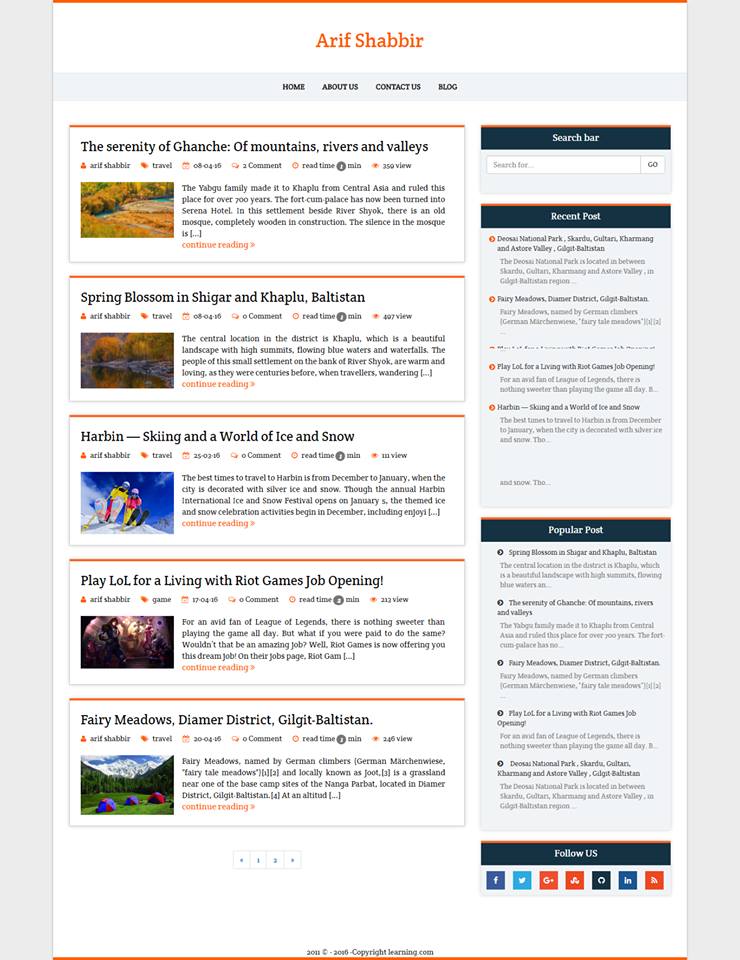 Arif Shabbir
HOME ABOUT US CONTACT US BLOG
The serenity of Ghanche: Of mountains, rivers and valleys
arif shabbir travel 08-04-16 2 Comment read time 1 min 359 view
The Yabgu family made it to Khaplu from Central Asia and ruled this
place for over 700 years. The fort-cum-palace has now been turned into
Serena Hotel. In this settlement beside River Shyok, there is an old
mosque, completely wooden in construction. The silence in the mosque
is [...]
continue reading »
Spring Blossom in Shigar and Khaplu, Baltistan
arif shabbir travel 08-04-16 0 Comment read time 1 min 497 view
The central location in the district is Khaplu, which is a beautiful
landscape with high summits, flowing blue waters and waterfalls. The
people of this small settlement on the bank of River Shyok, are warm and
loving, as they were centuries before, when travellers, wandering [...]
continue reading »
Harbin — Skiing and a World of Ice and Snow
arif shabbir travel 25-03-16 0 Comment read time 1 min 111 view
The best times to travel to Harbin is from December to January, when the
city is decorated with silver ice and snow. Though the annual Harbin
International Ice and Snow Festival opens on January 5, the themed ice
and snow celebration activities begin in December, including enjoyi [...]
continue reading »
Play LoL for a Living with Riot Games Job Opening!
arif shabbir game 17-04-16 0 Comment read time 2 min 213 view
For an avid fan of League of Legends, there is nothing sweeter than
playing the game all day. But what if you were paid to do the same?
Wouldn't that be an amazing Job? Well, Riot Games is now offering you
this dream Job! On their Jobs page, Riot Gam [...]
continue reading »
Fairy Meadows, Diamer District, Gilgit-Baltistan.
arif shabbir travel 20-04-16 0 Comment read time 1 min 246 view
Fairy Meadows, named by German climbers (German Märchenwiese,
"fairy tale meadows")[1][2] and locally known as Joot,[3] is a grassland
near one of the base camp sites of the Nanga Parbat, located in Diamer
District, Gilgit-Baltistan.[4] At an altitud [...]
continue reading »
« 1 2 »
Search bar
Search for... GO
Recent Post
Deosai National Park , Skardu, Gultari, Kharmang
and Astore Valley , Gilgit-Baltistan
The Deosai National Park is located in between
Skardu, Gultari, Kharmang and Astore Valley , in
Gilgit-Baltistan region ...
Fairy Meadows, Diamer District, Gilgit-Baltistan.
Fairy Meadows, named by German climbers
(German Märchenwiese, "fairy tale meadows")[1][2]
...
Play LoL for a Living with Riot Games Job Opening!
Play LoL for a Living with Riot Games Job Opening!
For an avid fan of League of Legends, there is
nothing sweeter than playing the game all day. B...
Harbin — Skiing and a World of Ice and Snow
The best times to travel to Harbin is from December
to January, when the city is decorated with silver ice
and snow. Tho...
and snow. Tho...
Popular Post
Spring Blossom in Shigar and Khaplu, Baltistan
The central location in the district is Khaplu, which
is a beautiful landscape with high summits, flowing
blue waters an...
The serenity of Ghanche: Of mountains, rivers
and valleys
The Yabgu family made it to Khaplu from Central
Asia and ruled this place for over 700 years. The fort-
cum-palace has no...
Fairy Meadows, Diamer District, Gilgit-Baltistan.
Fairy Meadows, named by German climbers
(German Märchenwiese, "fairy tale meadows")[1][2]
...
Play LoL for a Living with Riot Games Job
Opening!
For an avid fan of League of Legends, there is
nothing sweeter than playing the game all day. B...
Deosai National Park , Skardu, Gultari,
Kharmang and Astore Valley , Gilgit-Baltistan
The Deosai National Park is located in between
Skardu, Gultari, Kharmang and Astore Valley , in
Gilgit-Baltistan region ...
Follow US
2011 © - 2016 -Copyright learning.com